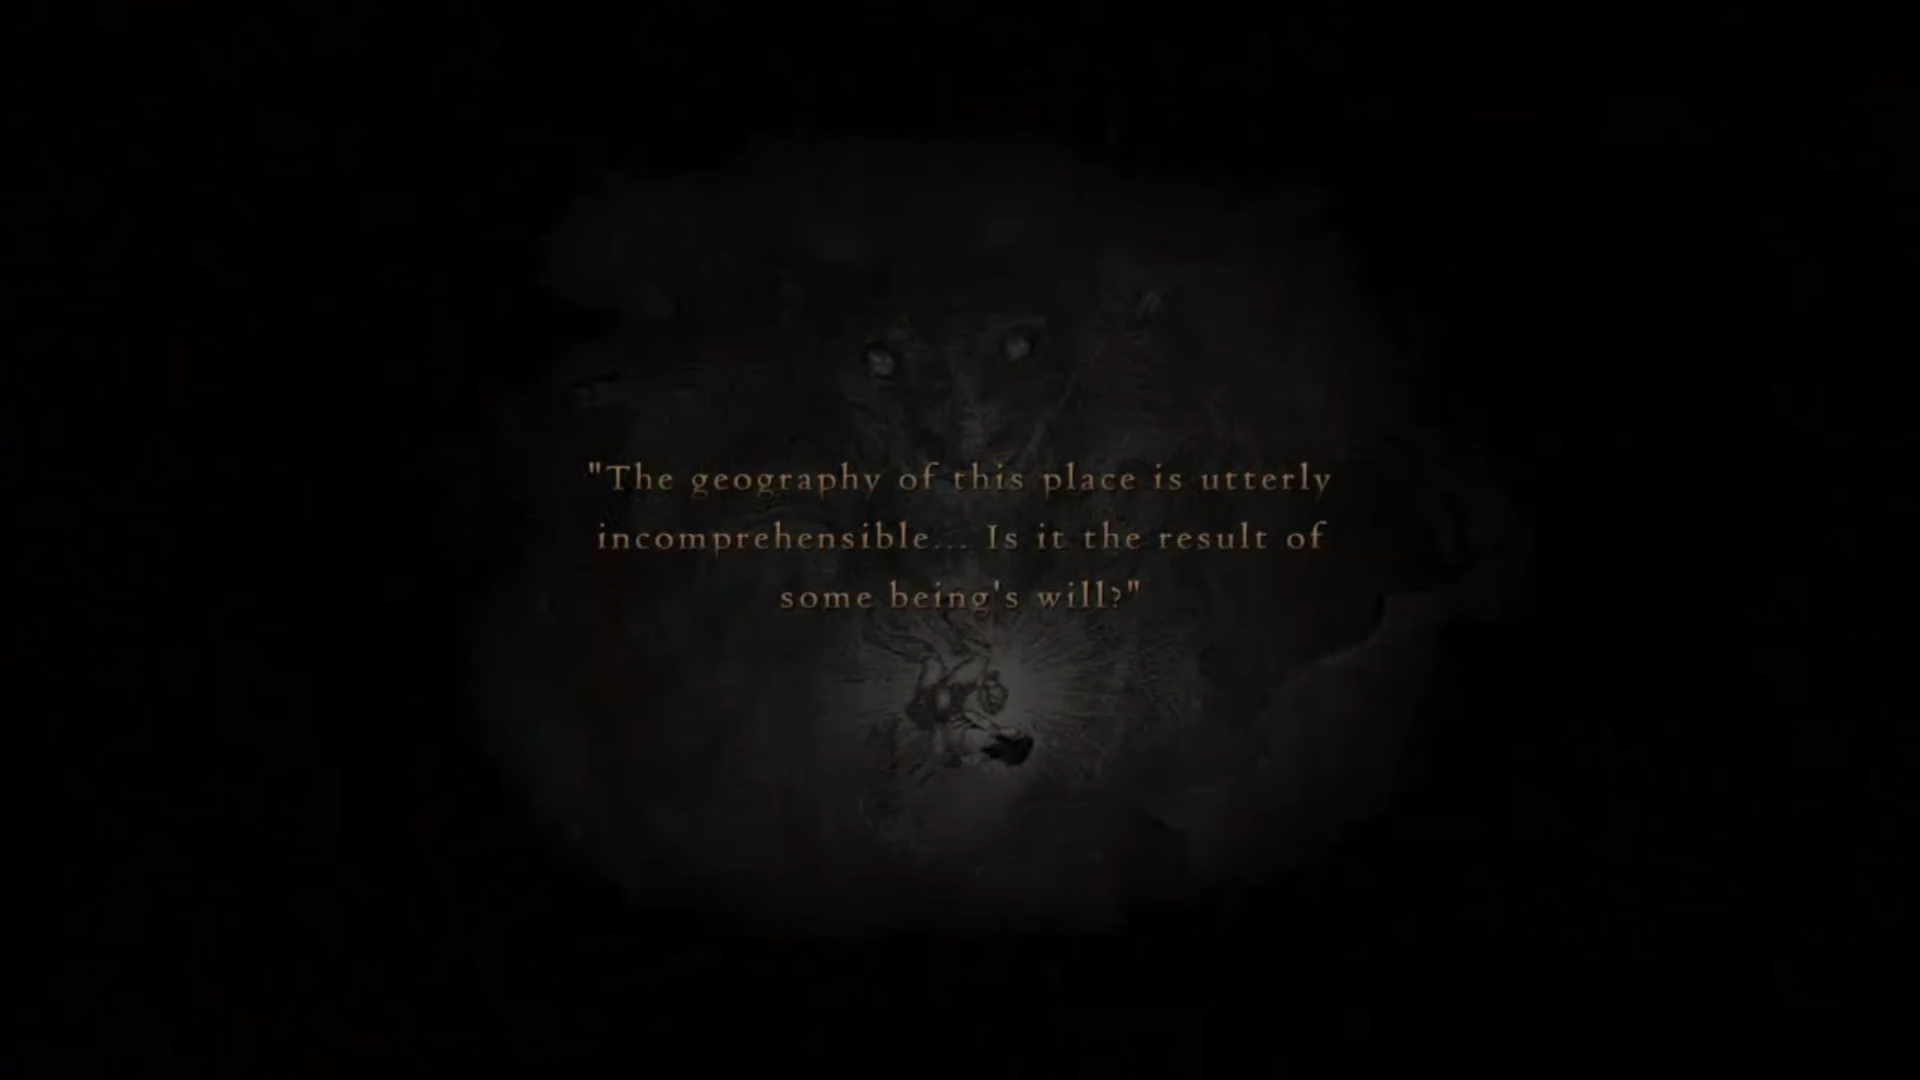 "The geography of this place is utterly
incomprehensible... Is it the result of
some being's will?"